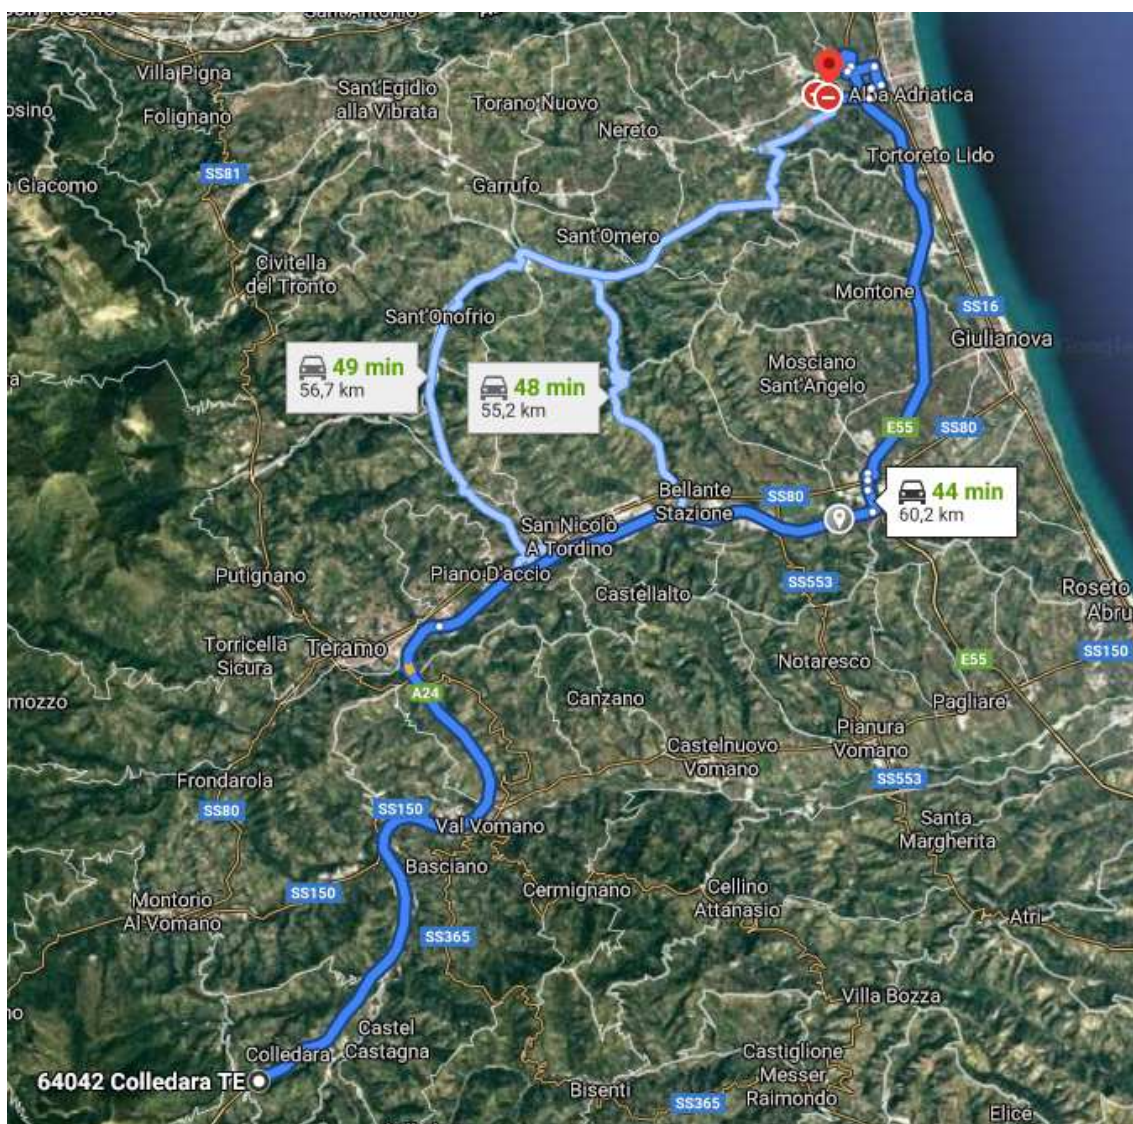 Villa Pigna
Folignano
Sant'Egidio
alla Vibrata
Torano Nuovo
Nereto
Alba Adriatica
Tortoreto Lido
SS81
n Giacomo
Garrufo
Sant'Omero
Civitella
del Tronto
Montone
SS16
Sant'Onofrio
Giulianova
49 min
56,7 km
48 min
55,2 km
Mosciano
Sant'Angelo
E55
SS80
Bellante
Stazione
SS80
44 min
60,2 km
San Nicolò
A Tordino
Piano D'accio
Putignano
SS553
Castellalto
Roseto
Abru
Torricella
Sicura
Teramo
Notaresco
E55
SS150
A24
Canzano
Pagliare
mozzo
Pianura
Vomano
Castelnuovo
Vomano
Frondarola
SS553
SS80
SS150
Val Vomano
Santa
Margherita
Basciano
SS150
Cermignano
Cellino
Attanasio
Montorio
Al Vomano
Atri
SS365
Villa Bozza
Castel
Castagna
Colledara
64042 Colledara TE
Castiglione
Messer
Raimondo
Bisenti
SS365
Elice